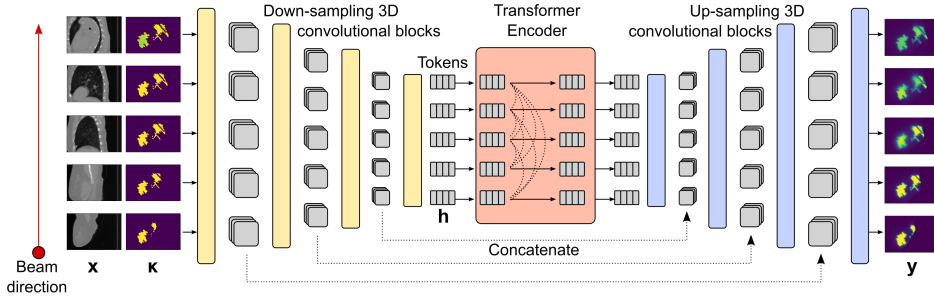 Down-sampling 3D
convolutional blocks
Transformer
Encoder
Up-sampling 3D
convolutional blocks
Tokens
h
Concatenate
Beam
direction
x
κ
y